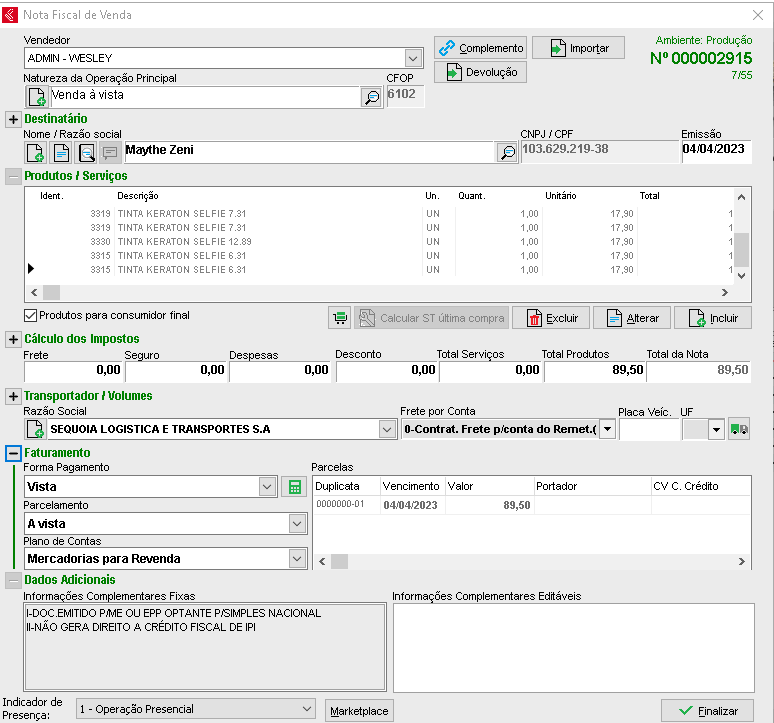 Nota Fiscal de Venda
Vendedor
ADMIN - WESLEY
Complemento
Importar
Devolução
Ambiente: Produção
Nº 000002915
7/55
Natureza da Operação Principal
CFOP
Venda à vista
6102
Destinatário
Nome / Razão social
CNPJ / CPF
Emissão
Maythe Zeni
103.629.219-38
04/04/2023
Produtos / Serviços
Ident. Descrição Un. Quant. Unitário Total
3319 TINTA KERATON SELFIE 7.31 UN 1,00 17,90 1
3319 TINTA KERATON SELFIE 7.31 UN 1,00 17,90 1
3330 TINTA KERATON SELFIE 12.89 UN 1,00 17,90 1
3315 TINTA KERATON SELFIE 6.31 UN 1,00 17,90 1
3315 TINTA KERATON SELFIE 6.31 UN 1,00 17,90 1
Produtos para consumidor final
Calcular ST última compra
Excluir
Alterar
Incluir
Cálculo dos Impostos
Frete Seguro Despesas Desconto Total Serviços Total Produtos Total da Nota
0,00 0,00 0,00 0,00 0,00 89,50 89,50
Transportador / Volumes
Razão Social
Frete por Conta
Placa Veíc.
UF
SEQUOIA LOGISTICA E TRANSPORTES S.A
0-Contrat. Frete p/conta do Remet.(
Faturamento
Forma Pagamento
Vista
Parcelamento
A vista
Plano de Contas
Mercadorias para Revenda
Parcelas
Duplicata Vencimento Valor Portador CV C. Crédito
0000000-01 04/04/2023 89,50
Dados Adicionais
Informações Complementares Fixas
I-DOC.EMITIDO P/ME OU EPP OPTANTE P/SIMPLES NACIONAL
II-NÃO GERA DIREITO A CRÉDITO FISCAL DE IPI
Informações Complementares Editáveis
Indicador de
Presença:
1 - Operação Presencial
Marketplace
Finalizar